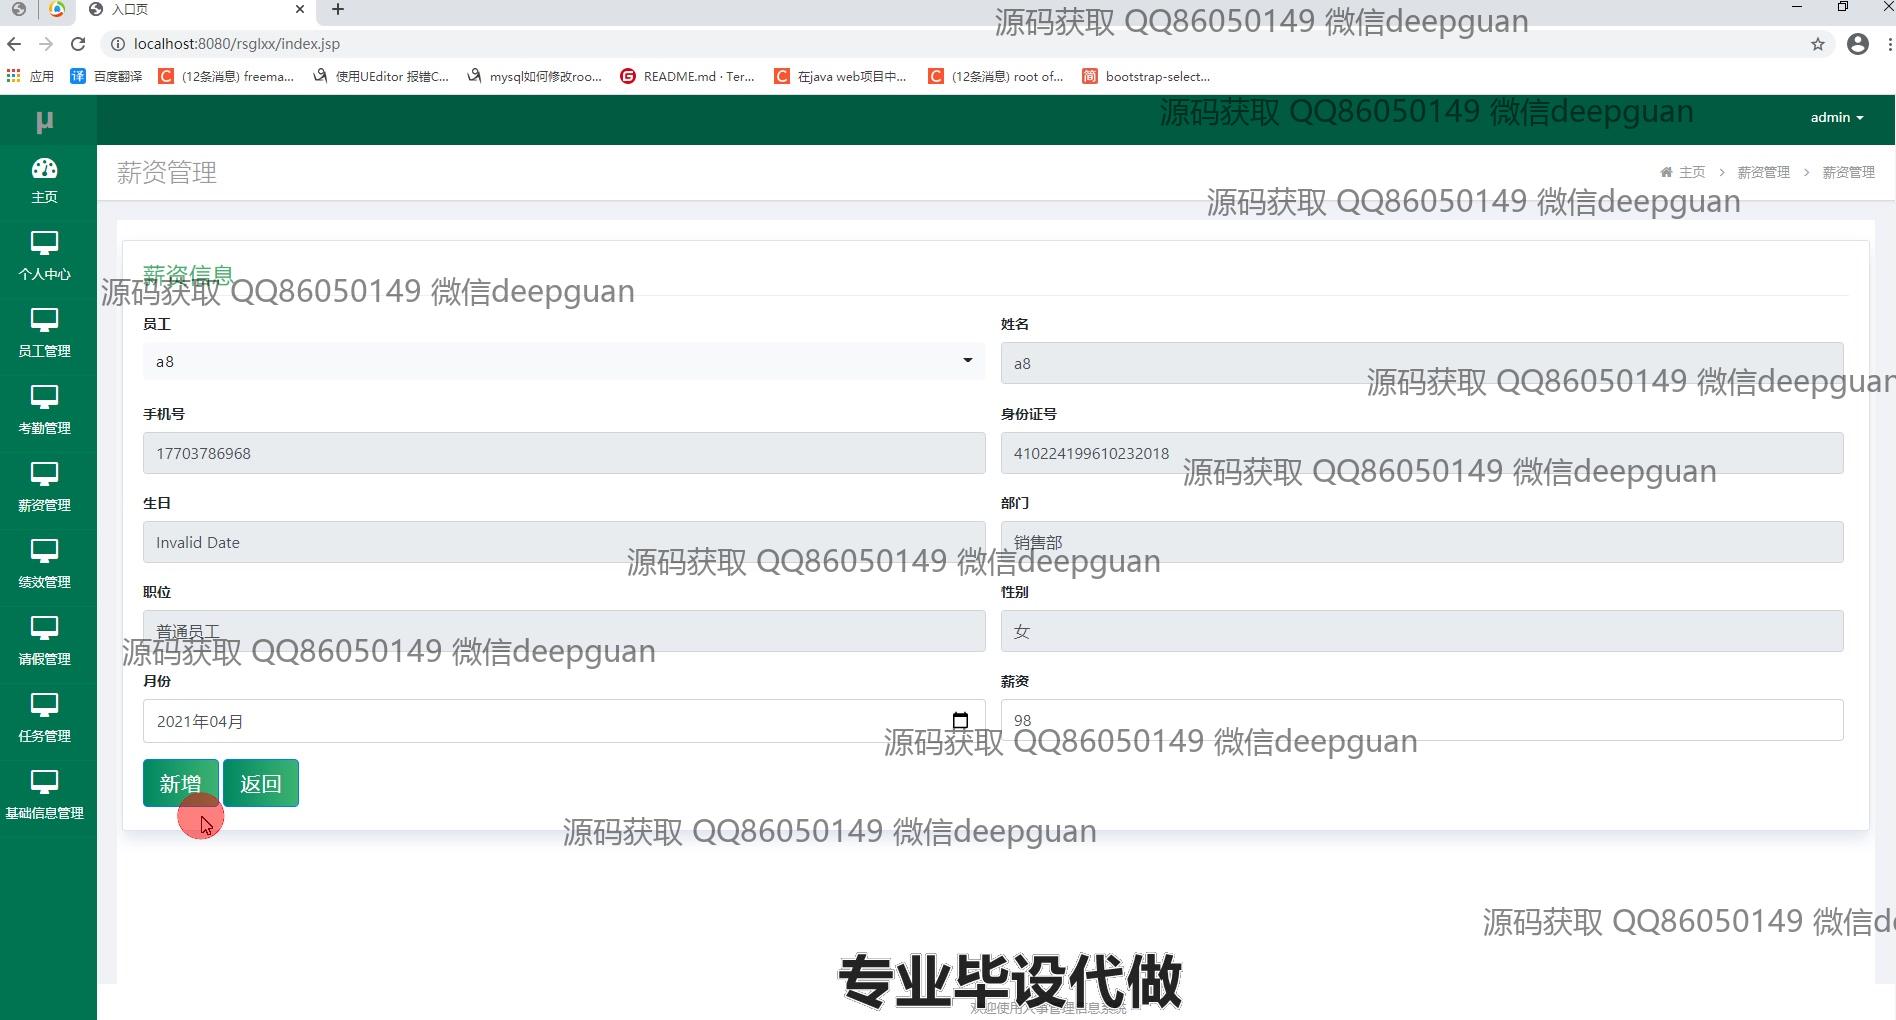 入口页
源码获取 QQ86050149 微信deepguan
localhost:8080/rsglxx/index.jsp
应用 百度翻译 (12条消息) freema... 使用UEditor 报错C... mysql如何修改roo... README.md · Ter... 在java web项目中... (12条消息) root of... bootstrap-select...
μ
源码获取 QQ86050149 微信deepguan
admin
主页
薪资管理
主页 > 薪资管理 > 薪资管理
源码获取 QQ86050149 微信deepguan
个人中心
薪资信息
源码获取 QQ86050149 微信deepguan
员工 姓名
员工管理
a8 a8
源码获取 QQ86050149 微信deepguan
手机号 身份证号
考勤管理
17703786968 410224199610232018
源码获取 QQ86050149 微信deepguan
薪资管理
生日 部门
Invalid Date 销售部
源码获取 QQ86050149 微信deepguan
绩效管理
职位 性别
普通员工 女
源码获取 QQ86050149 微信deepguan
请假管理
月份 薪资
2021年04月 98
任务管理
源码获取 QQ86050149 微信deepguan
新增 返回
基础信息管理
源码获取 QQ86050149 微信deepguan
源码获取 QQ86050149 微信de
专业毕设代做
欢迎使用人事管理信息系统